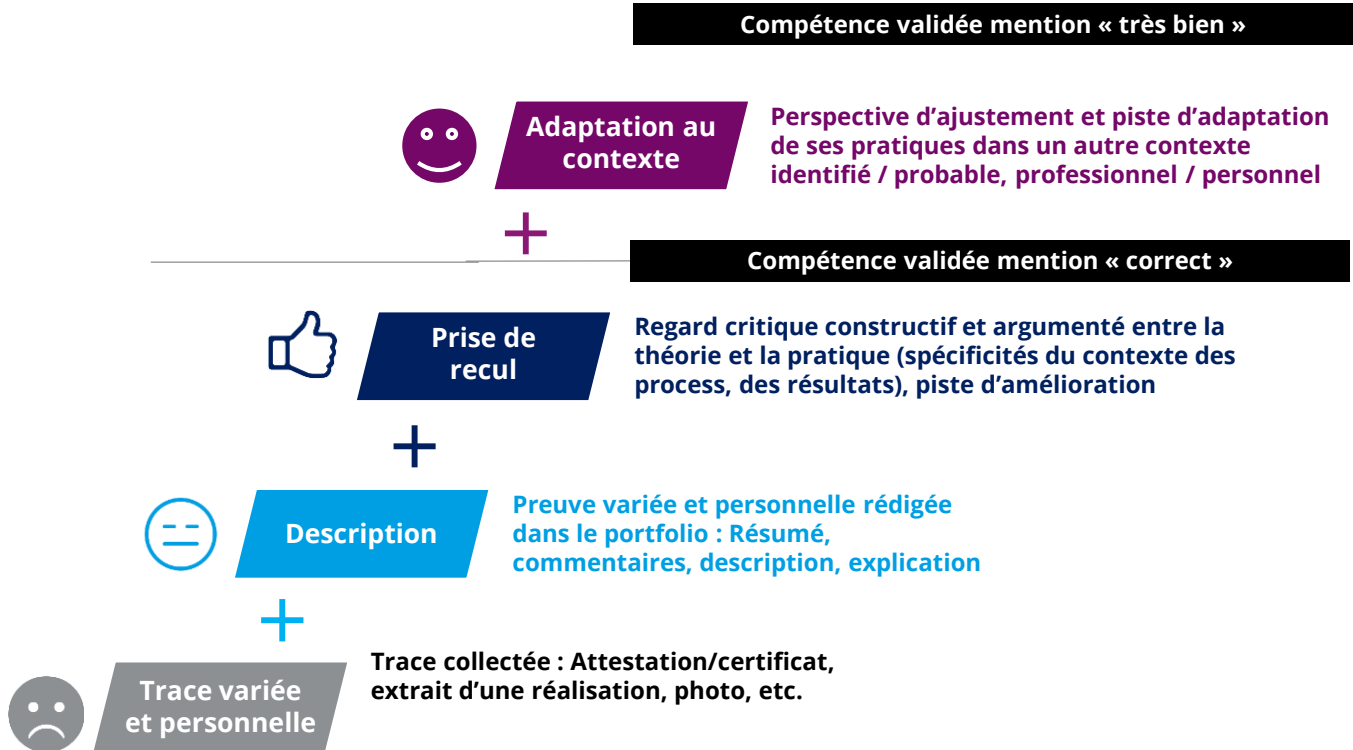 Compétence validée mention « très bien »
Adaptation au
contexte
Perspective d’ajustement et piste d’adaptation
de ses pratiques dans un autre contexte
identifié / probable, professionnel / personnel
+
Compétence validée mention « correct »
Prise de
recul
Regard critique constructif et argumenté entre la
théorie et la pratique (spécificités du contexte des
process, des résultats), piste d’amélioration
+
Description
Preuve variée et personnelle rédigée
dans le portfolio : Résumé,
commentaires, description, explication
+
Trace variée
et personnelle
Trace collectée : Attestation/certificat,
extrait d’une réalisation, photo, etc.